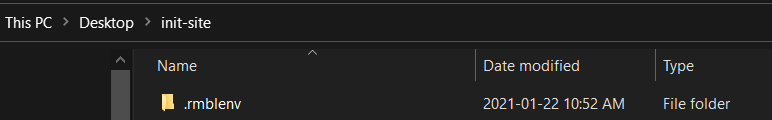 This PC > Desktop > init-site
Name Date modified Type
.rmblenv 2021-01-22 10:52 AM File folder